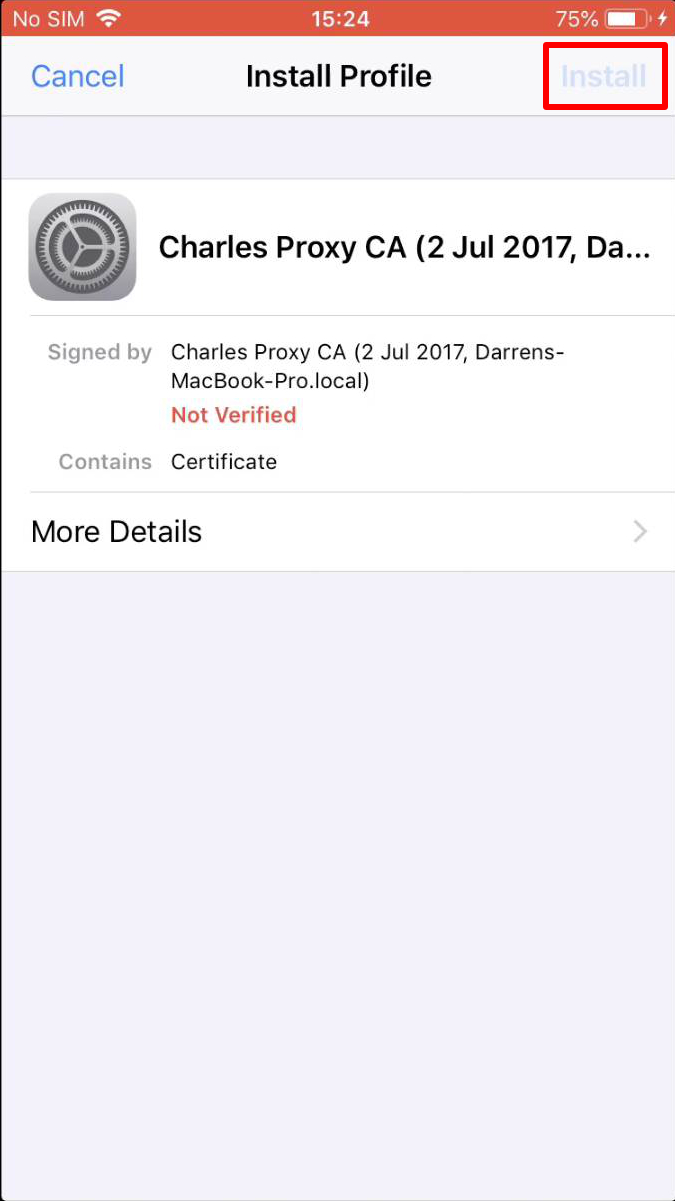 No SIM 15:24 75%
Cancel Install Profile Install
Charles Proxy CA (2 Jul 2017, Da...
Signed by Charles Proxy CA (2 Jul 2017, Darrens-
MacBook-Pro.local)
Not Verified
Contains Certificate
More Details